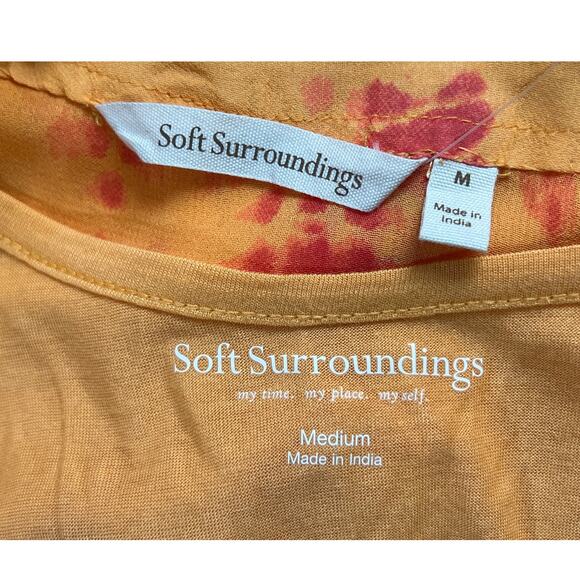 Soft Surroundings
M
Made in
India
Soft Surroundings
my time. my place. my self.
Medium
Made in India